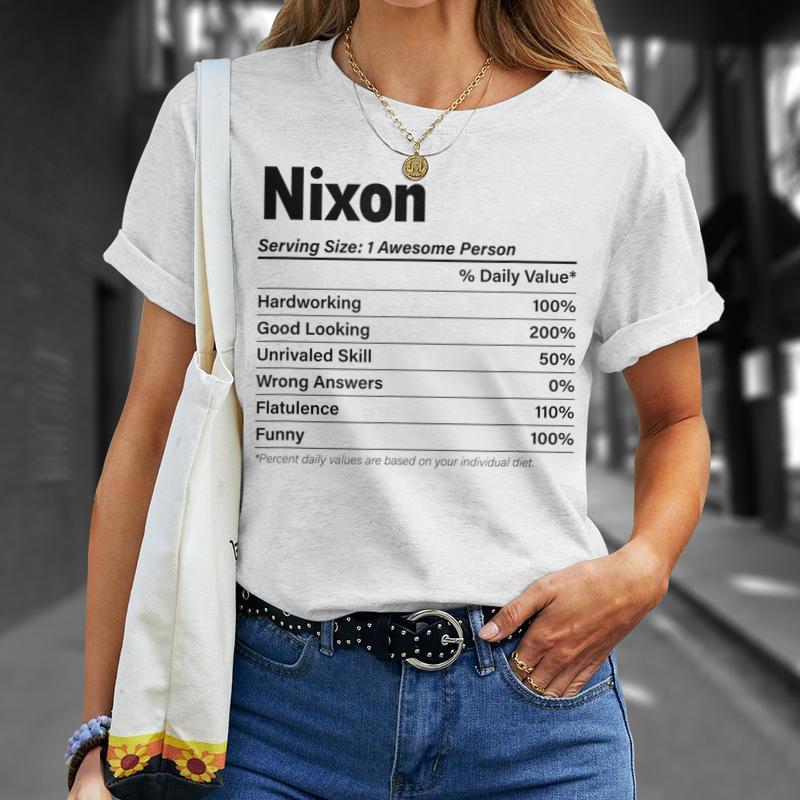 Nixon
Serving Size: 1 Awesome Person
% Daily Value*
Hardworking 100%
Good Looking 200%
Unrivaled Skill 50%
Wrong Answers 0%
Flatulence 110%
Funny 100%
*Percent daily values are based on your individual diet.